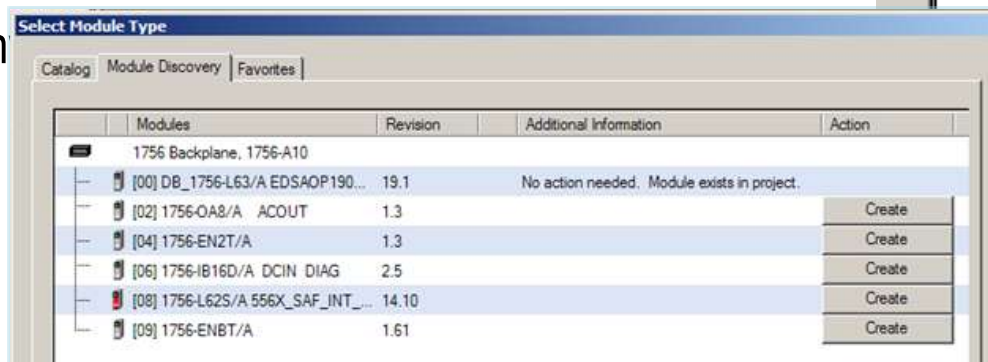 Select Module Type
Catalog Module Discovery Favorites
Modules Revision Additional Information Action
1756 Backplane, 1756-A10
[00] DB_1756-L63/A EDSAOP190... 19.1 No action needed. Module exists in project.
[02] 1756-OA8/A ACOUT 1.3 Create
[04] 1756-EN2T/A 1.3 Create
[06] 1756-IB16D/A DCIN DIAG 2.5 Create
[08] 1756-L62S/A 556X_SAF_INT_... 14.10 Create
[09] 1756-ENBT/A 1.61 Create